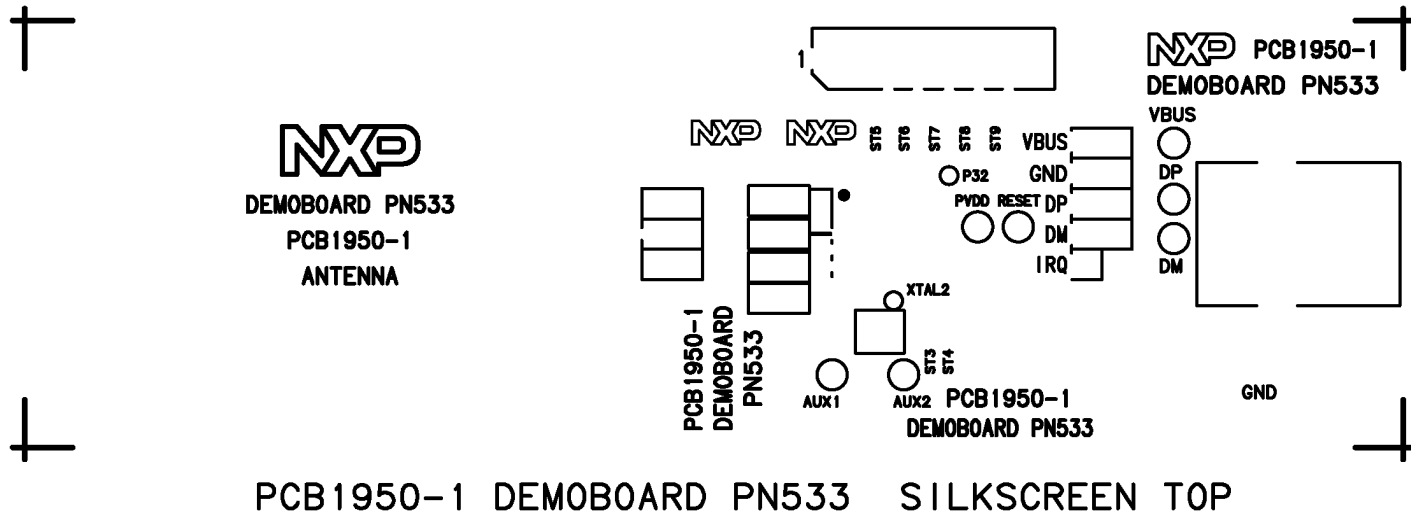 NXP PCB1950-1
DEMOBOARD PN533
1
NXP
DEMOBOARD PN533
PCB1950-1
ANTENNA
NXP
NXP
ST5
ST6
ST7
ST8
ST9
VBUS
GND
DP
DM
IRQ
VBUS
DP
DM
P32
PVDD
RESET
XTAL2
PCB1950-1
DEMOBOARD
PN533
ST3
ST4
AUX1
AUX2
PCB1950-1
DEMOBOARD PN533
GND
PCB1950-1 DEMOBOARD PN533 SILKSCREEN TOP